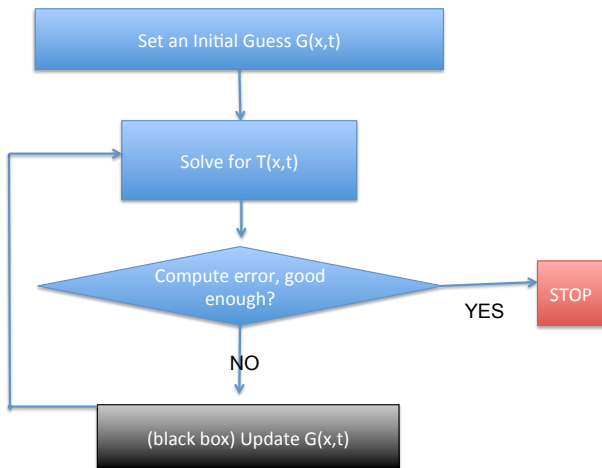 Set an Initial Guess G(x,t)
Solve for T(x,t)
Compute error, good
enough?
STOP
YES
NO
(black box) Update G(x,t)